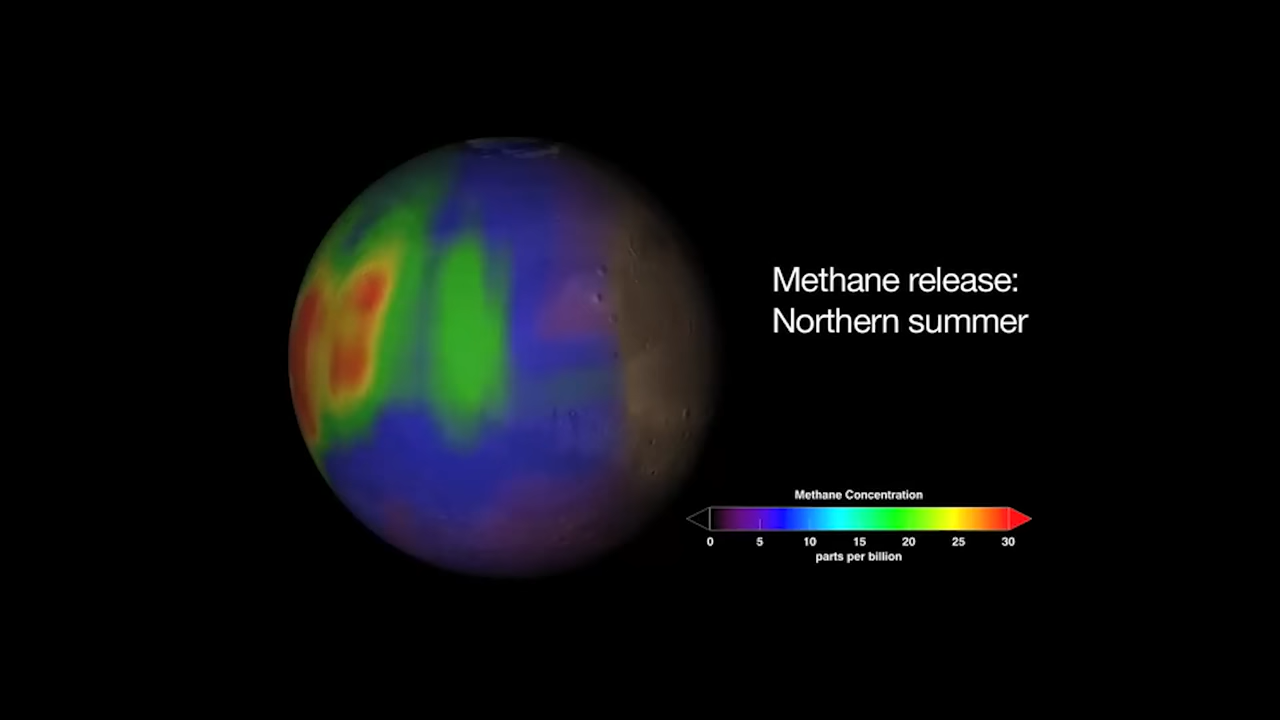 Methane release:
Northern summer
Methane Concentration
0 5 10 15 20 25 30
parts per billion